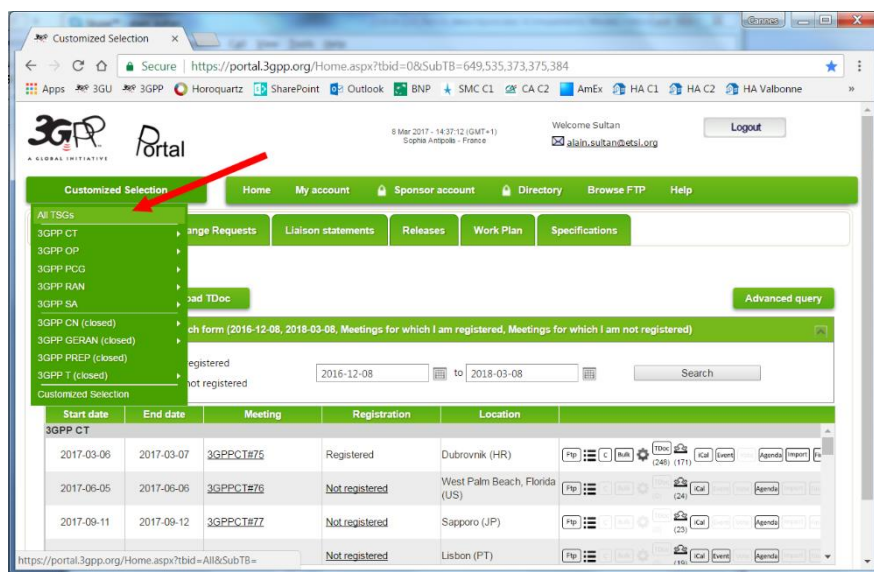 Cannes
Customized Selection
Secure https://portal.3gpp.org/Home.aspx?tbid=0&SubTB=649,535,373,375,384
Apps 3GU 3GPP Horoquartz SharePoint Outlook BNP SMC C1 CA C2 AmEx HA C1 HA C2 HA Valbonne »
3GPP Portal
A GLOBAL INITIATIVE
8 Mar 2017 - 14:37:12 (GMT+1)
Sophia Antipolis - France
Welcome Sultan
alain.sultan@etsi.org
Logout
Customized Selection Home My account Sponsor account Directory Browse FTP Help
All TSGs
3GPP CT
3GPP OP
3GPP PCG
3GPP RAN
3GPP SA
3GPP CN (closed)
3GPP GERAN (closed)
3GPP PREP (closed)
3GPP T (closed)
Customized Selection
ange Requests Liaison statements Releases Work Plan Specifications
ad TDoc Advanced query
ch form (2016-12-08, 2018-03-08, Meetings for which I am registered, Meetings for which I am not registered)
egistered
not registered
2016-12-08 to 2018-03-08 Search
Start date End date Meeting Registration Location
3GPP CT
2017-03-06 2017-03-07 3GPPCT#75 Registered Dubrovnik (HR) Ftp C Bulk TDoc (246) (171) iCal Event Agenda Import
2017-06-05 2017-06-06 3GPPCT#76 Not registered West Palm Beach, Florida (US) Ftp (24) iCal Agenda
2017-09-11 2017-09-12 3GPPCT#77 Not registered Sapporo (JP) Ftp (23) iCal Agenda
Not registered Lisbon (PT) Ftp (19) iCal Event Agenda
https://portal.3gpp.org/Home.aspx?tbid=All&SubTB=